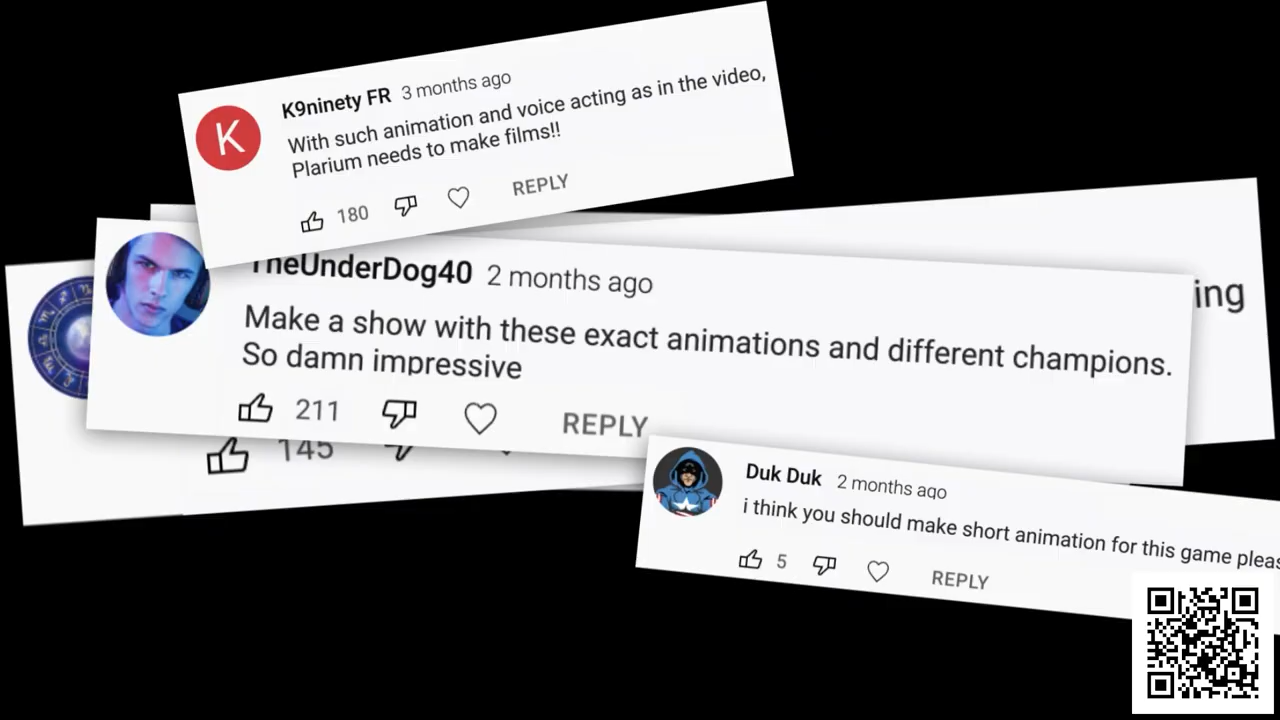 K
K9ninety FR 3 months ago
With such animation and voice acting as in the video,
Plarium needs to make films!!
180 REPLY
TheUnderDog40 2 months ago
ing
Make a show with these exact animations and different champions.
So damn impressive
211 REPLY
145
Duk Duk 2 months ago
i think you should make short animation for this game pleas
5 REPLY